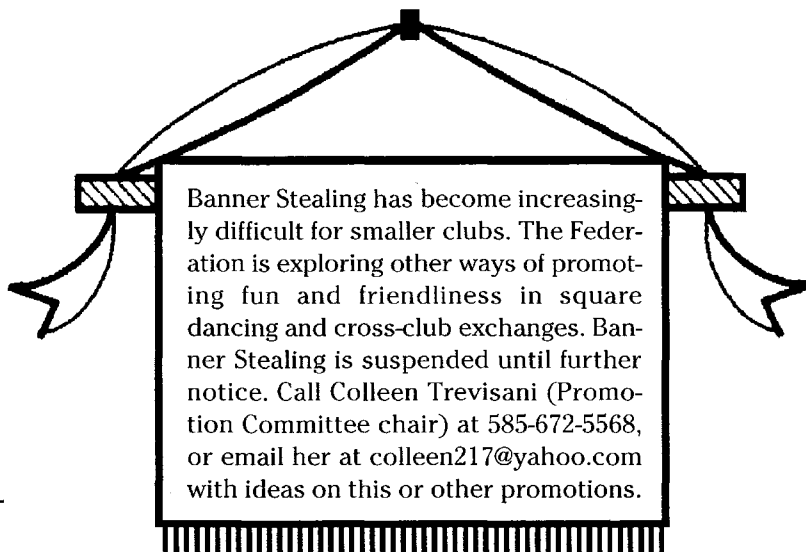 Banner Stealing has become increasing-
ly difficult for smaller clubs. The Feder-
ation is exploring other ways of promot-
ing fun and friendliness in square
dancing and cross-club exchanges. Ban-
ner Stealing is suspended until further
notice. Call Colleen Trevisani (Promo-
tion Committee chair) at 585-672-5568,
or email her at colleen217@yahoo.com
with ideas on this or other promotions.